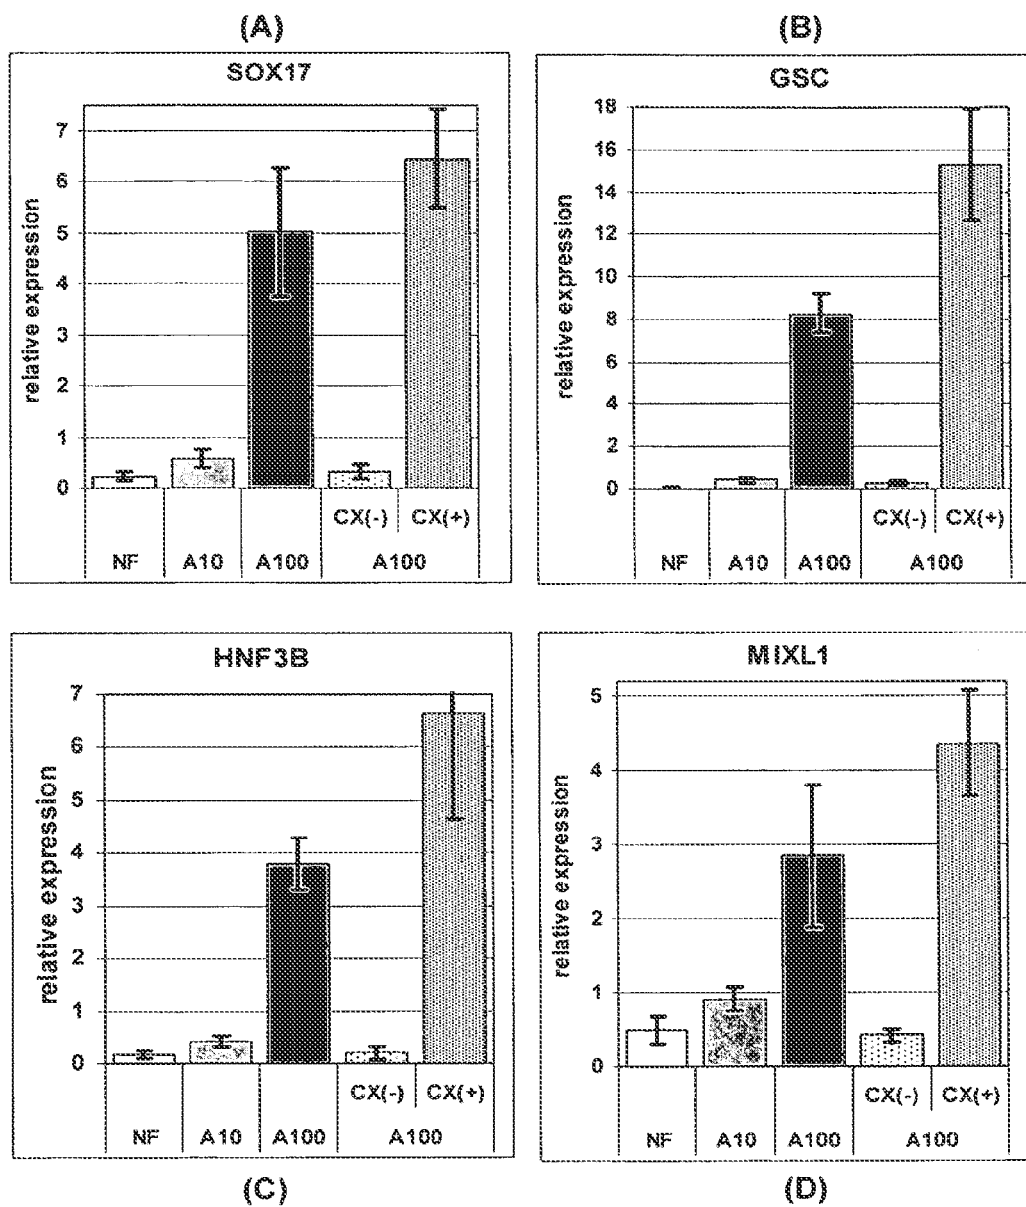 (A)
SOX17
relative expression
7
6
5
4
3
2
1
0
CX(-) CX(+)
NF A10 A100 A100
(B)
GSC
relative expression
18
16
14
12
10
8
6
4
2
0
CX(-) CX(+)
NF A10 A100 A100
HNF3B
relative expression
7
6
5
4
3
2
1
0
CX(-) CX(+)
NF A10 A100 A100
(C)
MIXL1
relative expression
5
4
3
2
1
0
CX(-) CX(+)
NF A10 A100 A100
(D)